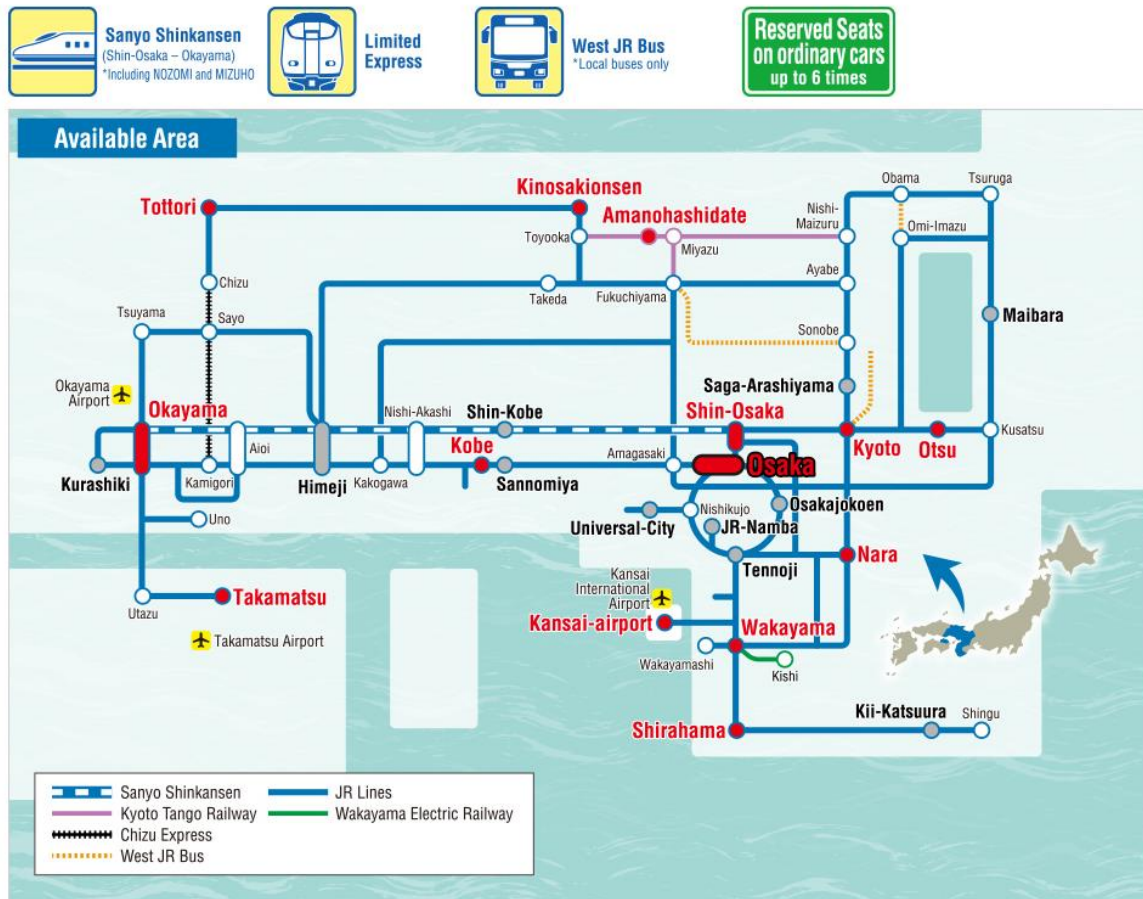 Sanyo Shinkansen
(Shin-Osaka – Okayama)
*Including NOZOMI and MIZUHO
Limited
Express
West JR Bus
*Local buses only
Reserved Seats
on ordinary cars
up to 6 times
Available Area
Obama
Tsuruga
Kinosakionsen
Tottori
Amanohashidate
Nishi-
Maizuru
Omi-Imazu
Toyooka
Miyazu
Chizu
Ayabe
Takeda
Fukuchiyama
Tsuyama
Sayo
Maibara
Sonobe
Okayama
Airport
Saga-Arashiyama
Okayama
Nishi-Akashi
Shin-Kobe
Shin-Osaka
Aioi
Kobe
Amagasaki
Kyoto
Otsu
Kusatsu
Osaka
Kurashiki
Kamigori
Himeji
Kakogawa
Sannomiya
Osakajokoen
Uno
Universal-City
Nishikujo
JR-Namba
Tennoji
Nara
Kansai
International
Airport
Utazu
Takamatsu
Kansai-airport
Wakayama
Takamatsu Airport
Wakayamashi
Kishi
Shirahama
Kii-Katsuura
Shingu
Sanyo Shinkansen
JR Lines
Kyoto Tango Railway
Wakayama Electric Railway
Chizu Express
West JR Bus